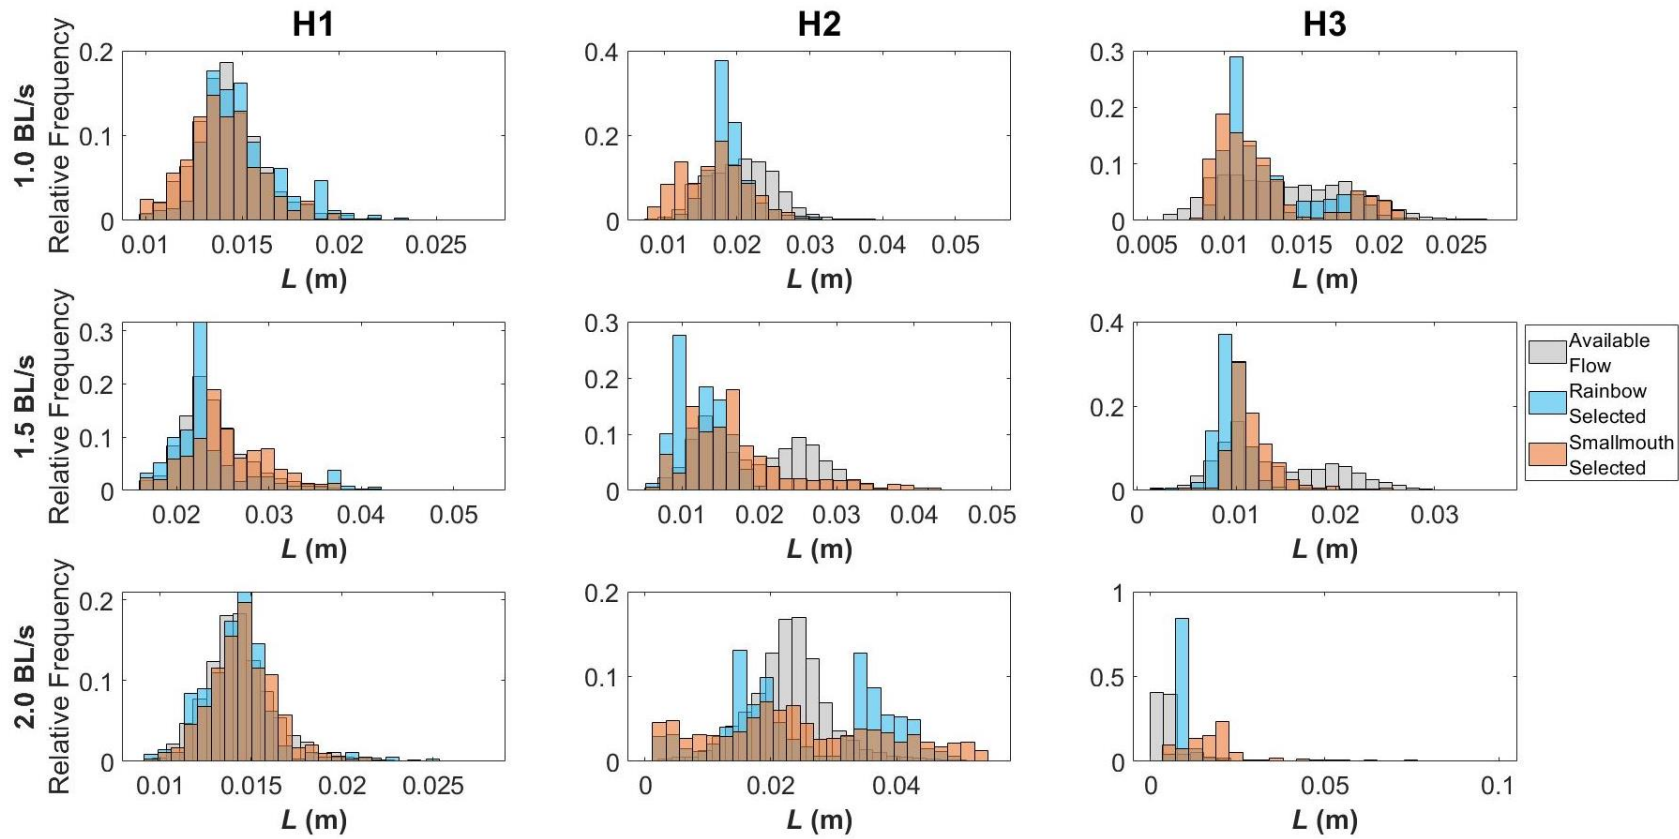 H1
H2
H3
1.0 BL/s
Relative Frequency
0.2
0.1
0
0.01
0.015
0.02
0.025
L (m)
0.4
0.2
0
0.01
0.02
0.03
0.04
0.05
L (m)
0.3
0.2
0.1
0
0.005
0.01
0.015
0.02
0.025
L (m)
1.5 BL/s
Relative Frequency
0.3
0.2
0.1
0
0.02
0.03
0.04
0.05
L (m)
0.3
0.2
0.1
0
0.01
0.02
0.03
0.04
0.05
L (m)
0.4
0.2
0
0
0.01
0.02
0.03
L (m)
Available
Flow
Rainbow
Selected
Smallmouth
Selected
2.0 BL/s
Relative Frequency
0.2
0.1
0
0.01
0.015
0.02
0.025
L (m)
0.2
0.1
0
0
0.02
0.04
L (m)
1
0.5
0
0
0.05
0.1
L (m)